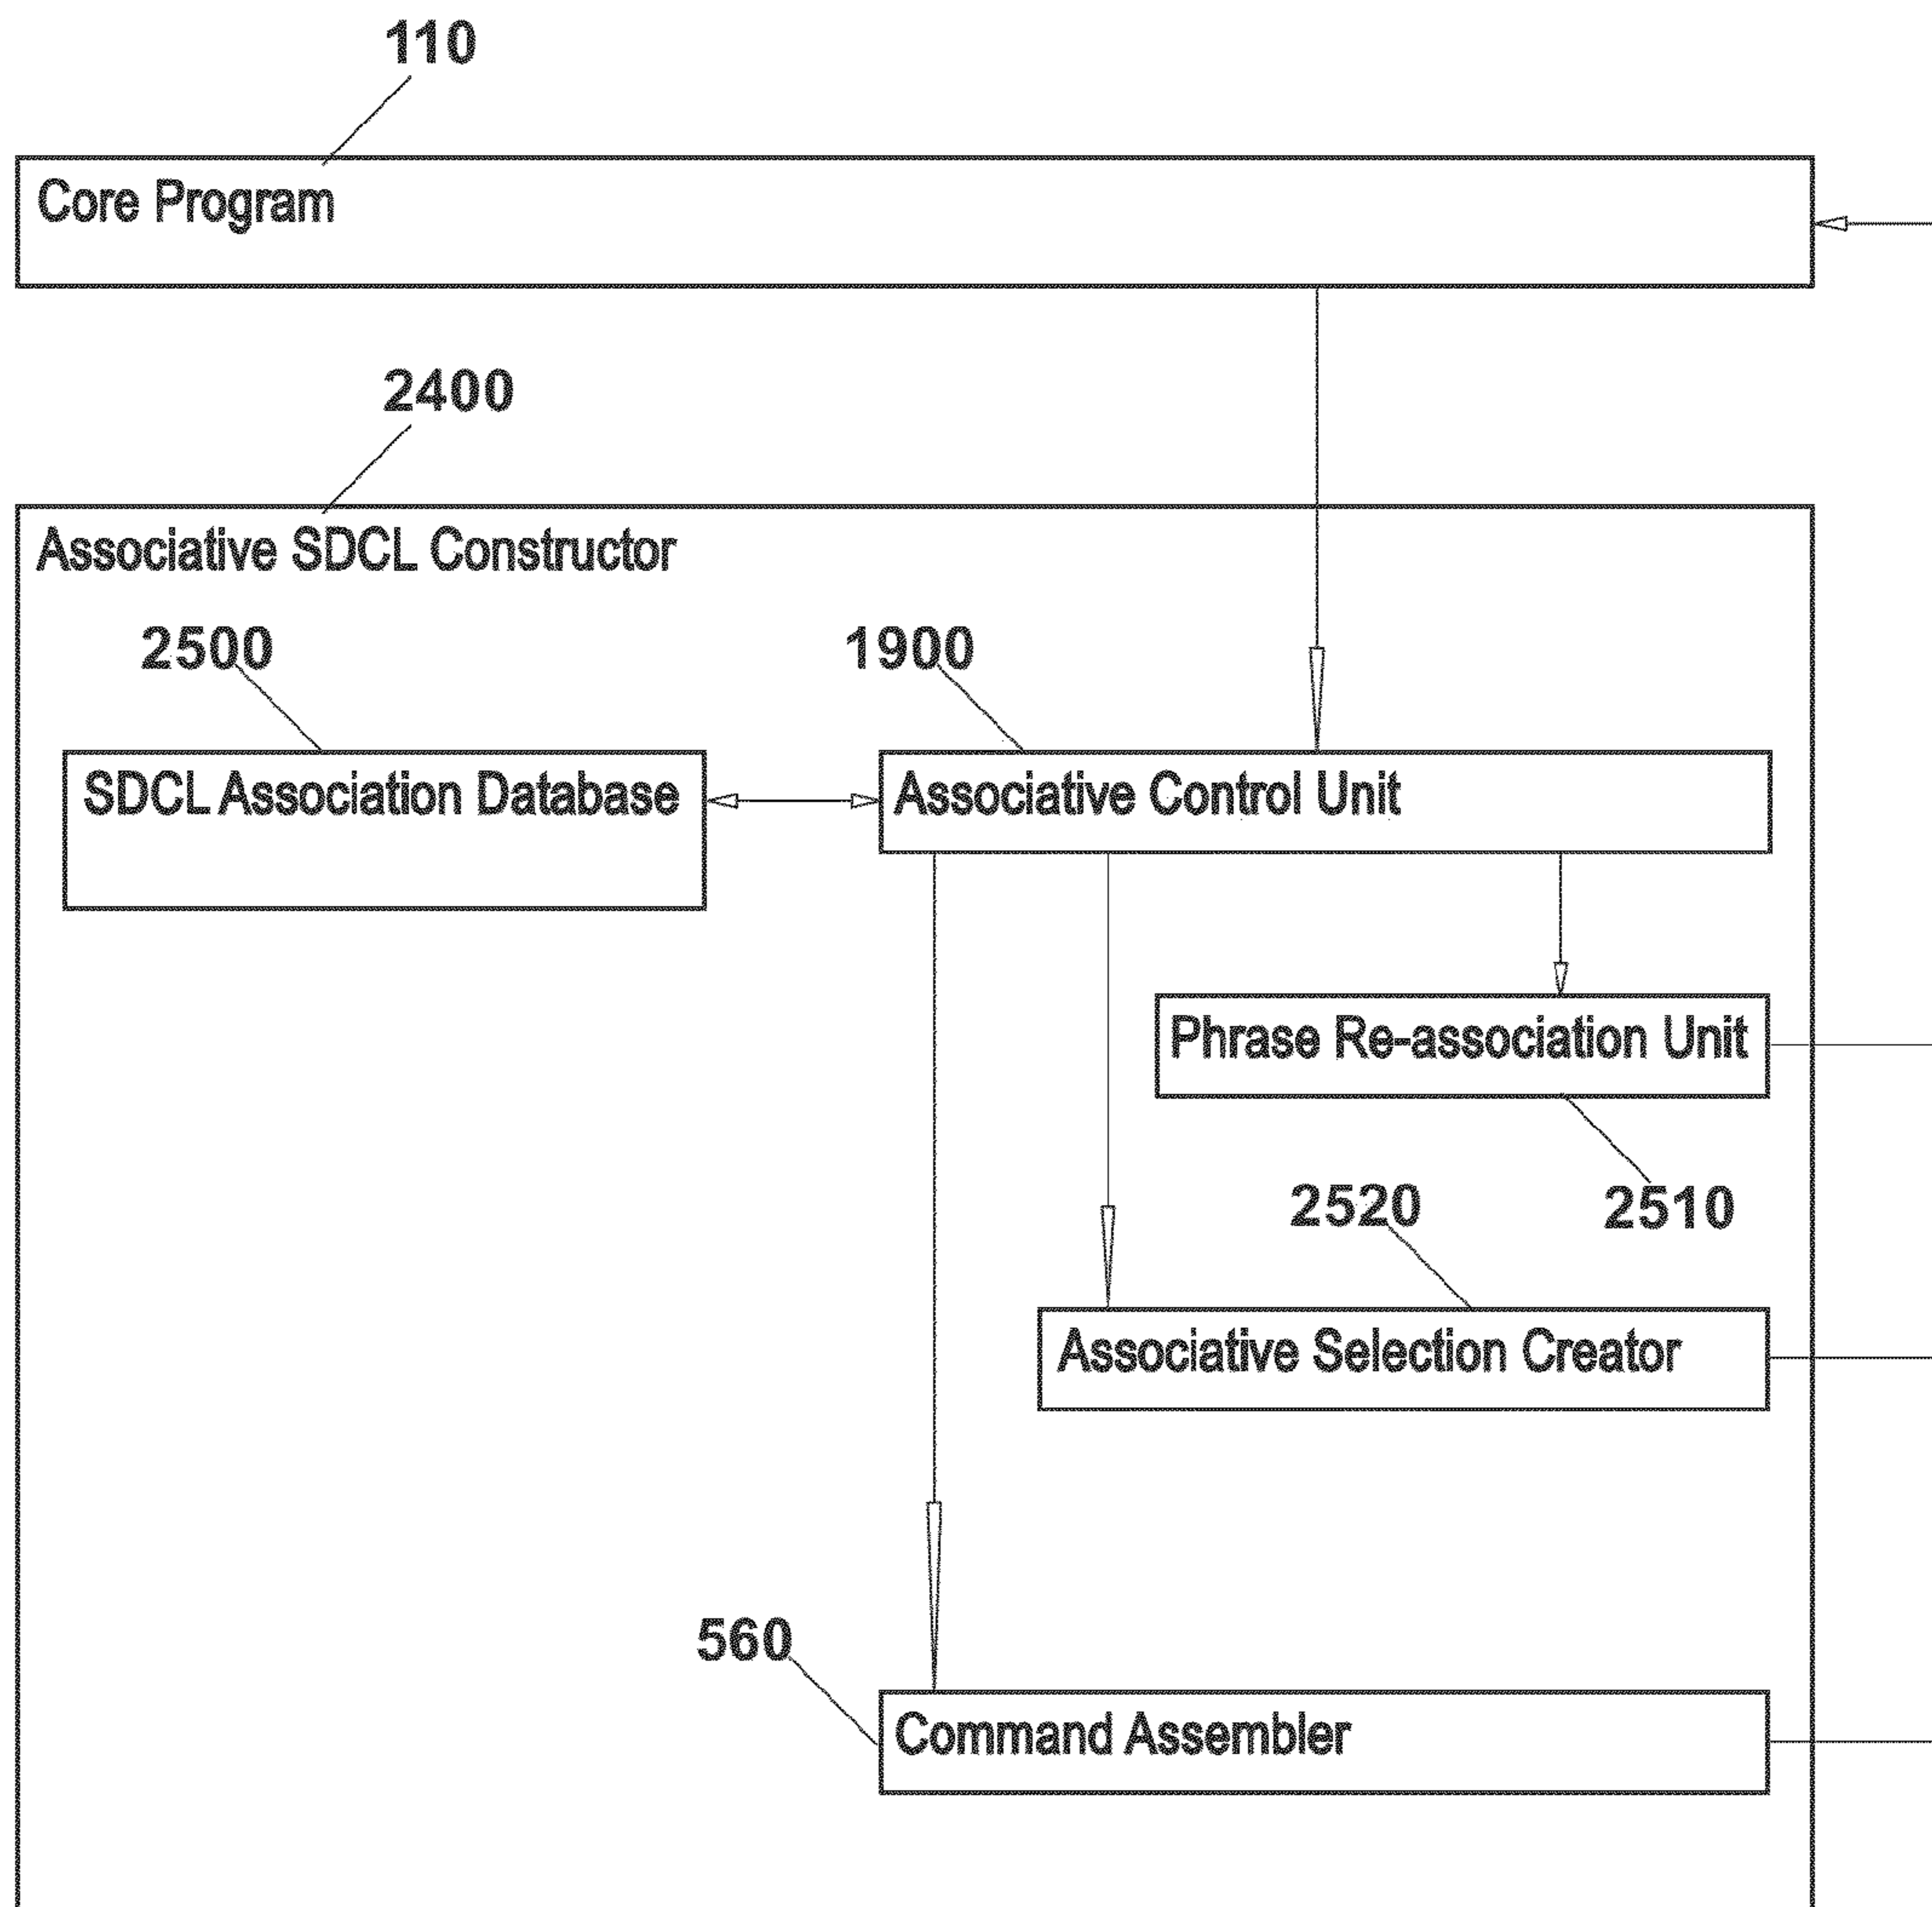 110
Core Program
2400
Associative SDCL Constructor
2500
1900
SDCL Association Database
Associative Control Unit
Phrase Re-association Unit
2520
2510
Associative Selection Creator
560
Command Assembler